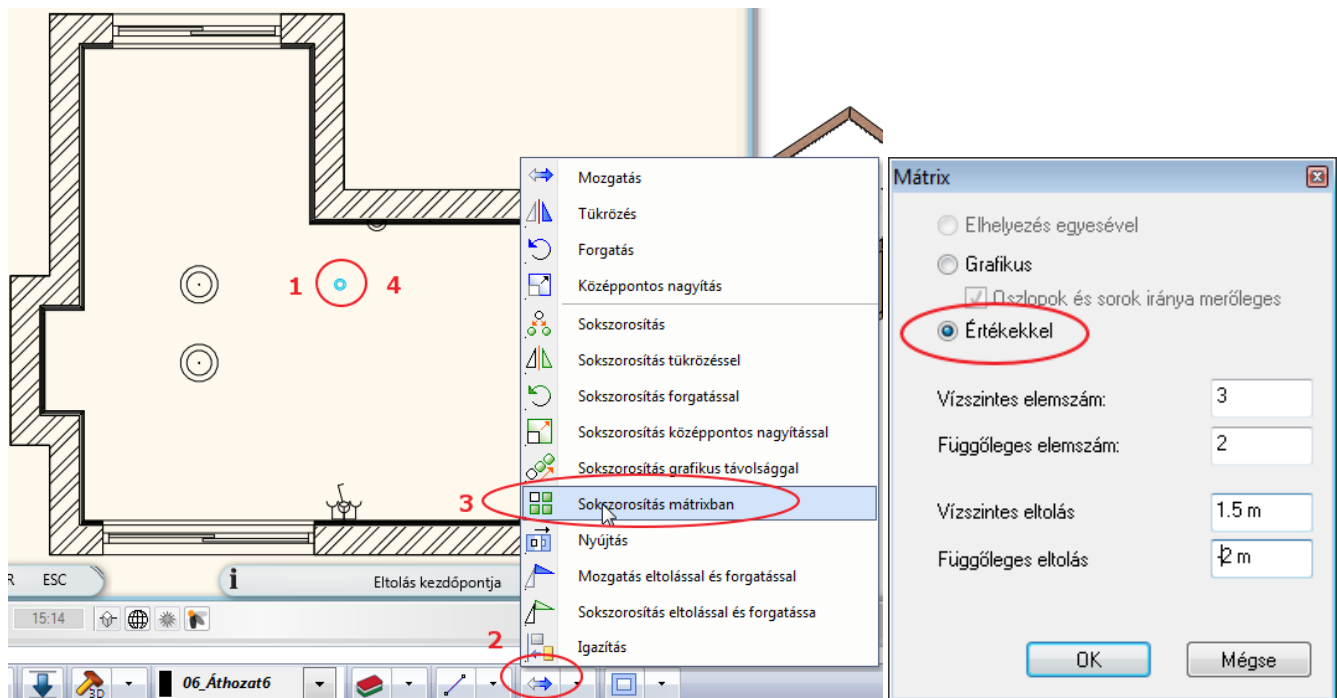 1
4
Mozgatás
Tükrözés
Forgatás
Középpontos nagyítás
Sokszorosítás
Sokszorosítás tükrözéssel
Sokszorosítás forgatással
Sokszorosítás középpontos nagyítással
Sokszorosítás grafikus távolsággal
3
Sokszorosítás mátrixban
Nyújtás
Mozgatás eltolással és forgatással
Sokszorosítás eltolással és forgatássa
Igazítás
R ESC
i Eltolás kezdőpontja
15:14
2
3D
06_Áthozat6
Mátrix
Elhelyezés egyesével
Grafikus
Oszlopok és sorok iránya merőleges
Értékekkel
Vízszintes elemszám: 3
Függőleges elemszám: 2
Vízszintes eltolás 1.5 m
Függőleges eltolás -2 m
OK Mégse